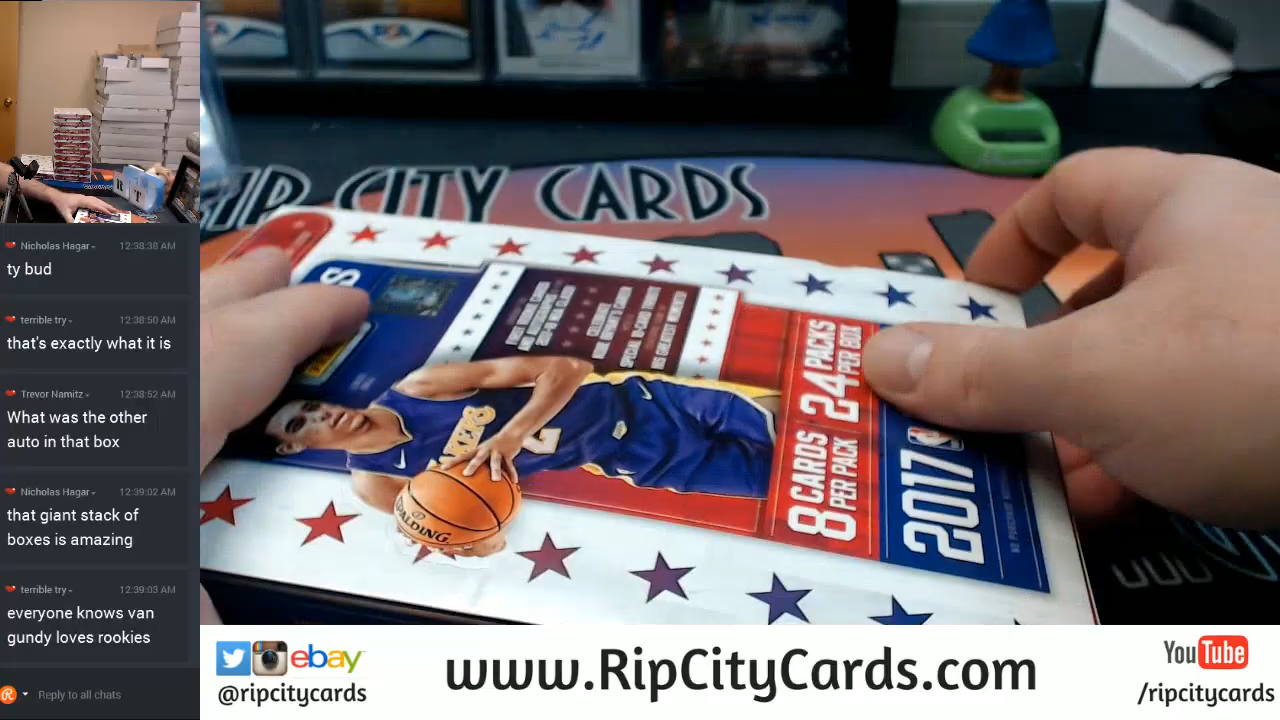 Nicholas Hagar
12:38:38 AM
ty bud
terrible try
12:38:50 AM
that's exactly what it is
Trevor Namitz
12:38:52 AM
What was the other
auto in that box
Nicholas Hagar
12:39:02 AM
that giant stack of
boxes is amazing
terrible try
12:39:03 AM
everyone knows van
gundy loves rookies
Reply to all chats
RIP CITY CARDS
8 CARDS
PER PACK
24 PACKS
PER BOX
2017
LAKERS
2
SPALDING
ebay
@ripcitycards
www.RipCityCards.com
YouTube
/ripcitycards